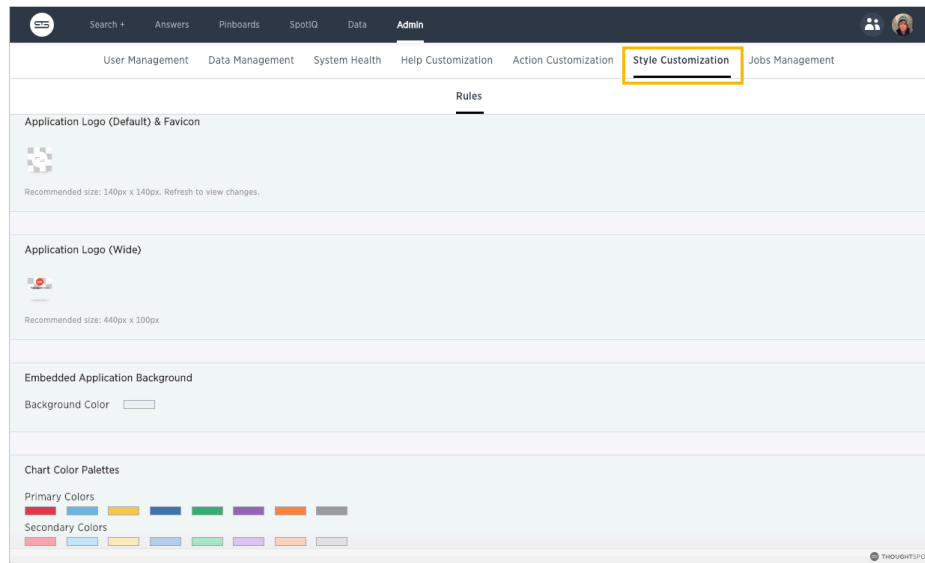 Search + Answers Pinboards SpotIQ Data Admin
User Management Data Management System Health Help Customization Action Customization Style Customization Jobs Management
Rules
Application Logo (Default) & Favicon
Recommended size: 140px x 140px. Refresh to view changes.
Application Logo (Wide)
Recommended size: 440px x 100px
Embedded Application Background
Background Color
Chart Color Palettes
Primary Colors
Secondary Colors
THOUGHTSPO